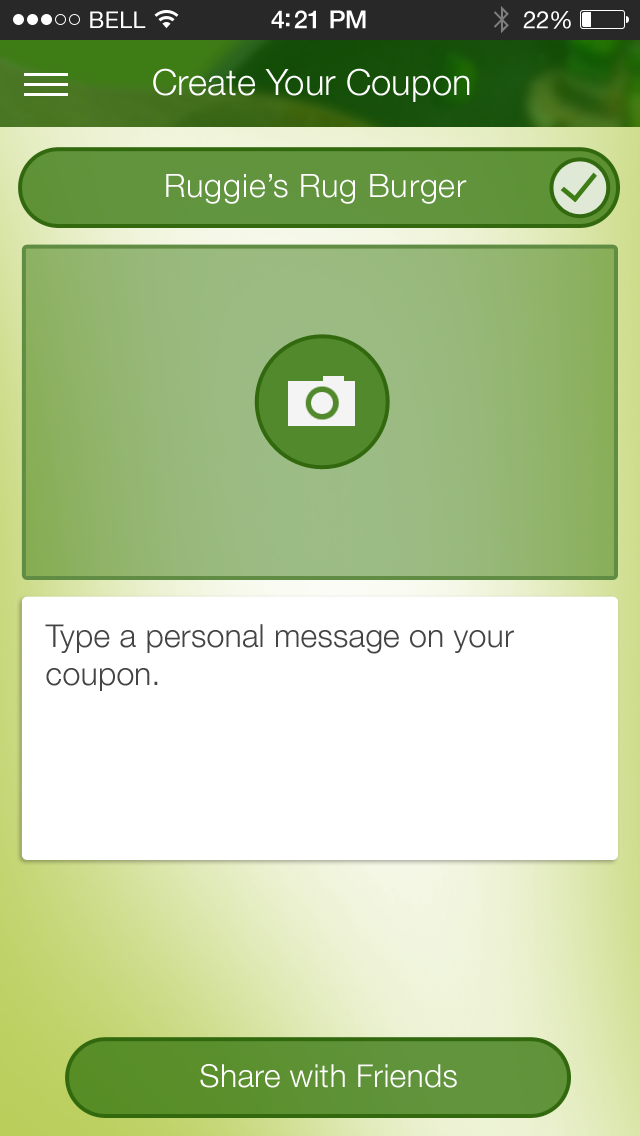 BELL 4:21 PM 22%
Create Your Coupon
Ruggie's Rug Burger
Type a personal message on your
coupon.
Share with Friends